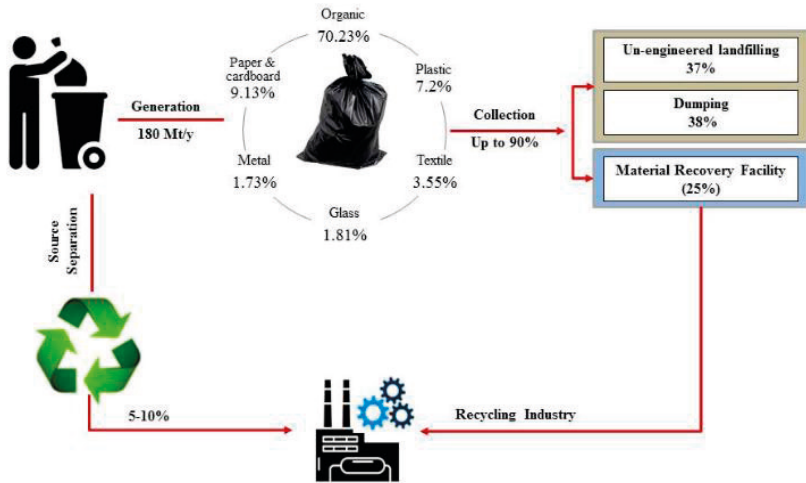 Organic
70.23%
Paper &
cardboard
9.13%
Plastic
7.2%
Generation
180 Mt/y
Metal
1.73%
Textile
3.55%
Glass
1.81%
Collection
Up to 90%
Un-engineered landfilling
37%
Dumping
38%
Material Recovery Facility
(25%)
Source
Separation
5-10%
Recycling Industry